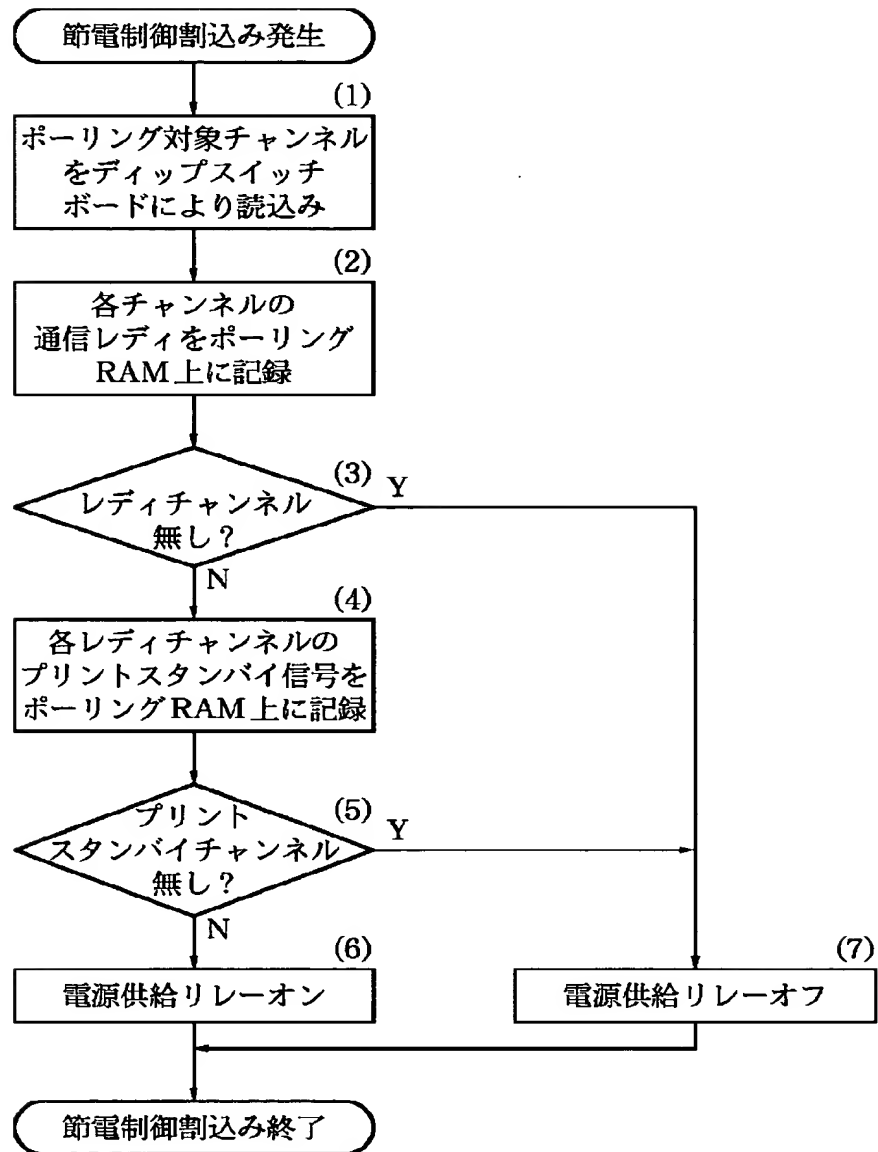 節電制御割込み発生
(1)
ポーリング対象チャンネル
をディップスイッチ
ボードにより読込み
(2)
各チャンネルの
通信レディをポーリング
RAM上に記録
(3)
Y
レディチャンネル
無し?
N
(4)
各レディチャンネルの
プリントスタンバイ信号を
ポーリングRAM上に記録
(5)
Y
プリント
スタンバイチャンネル
無し?
N
(6)
電源供給リレーオン
(7)
電源供給リレーオフ
節電制御割込み終了